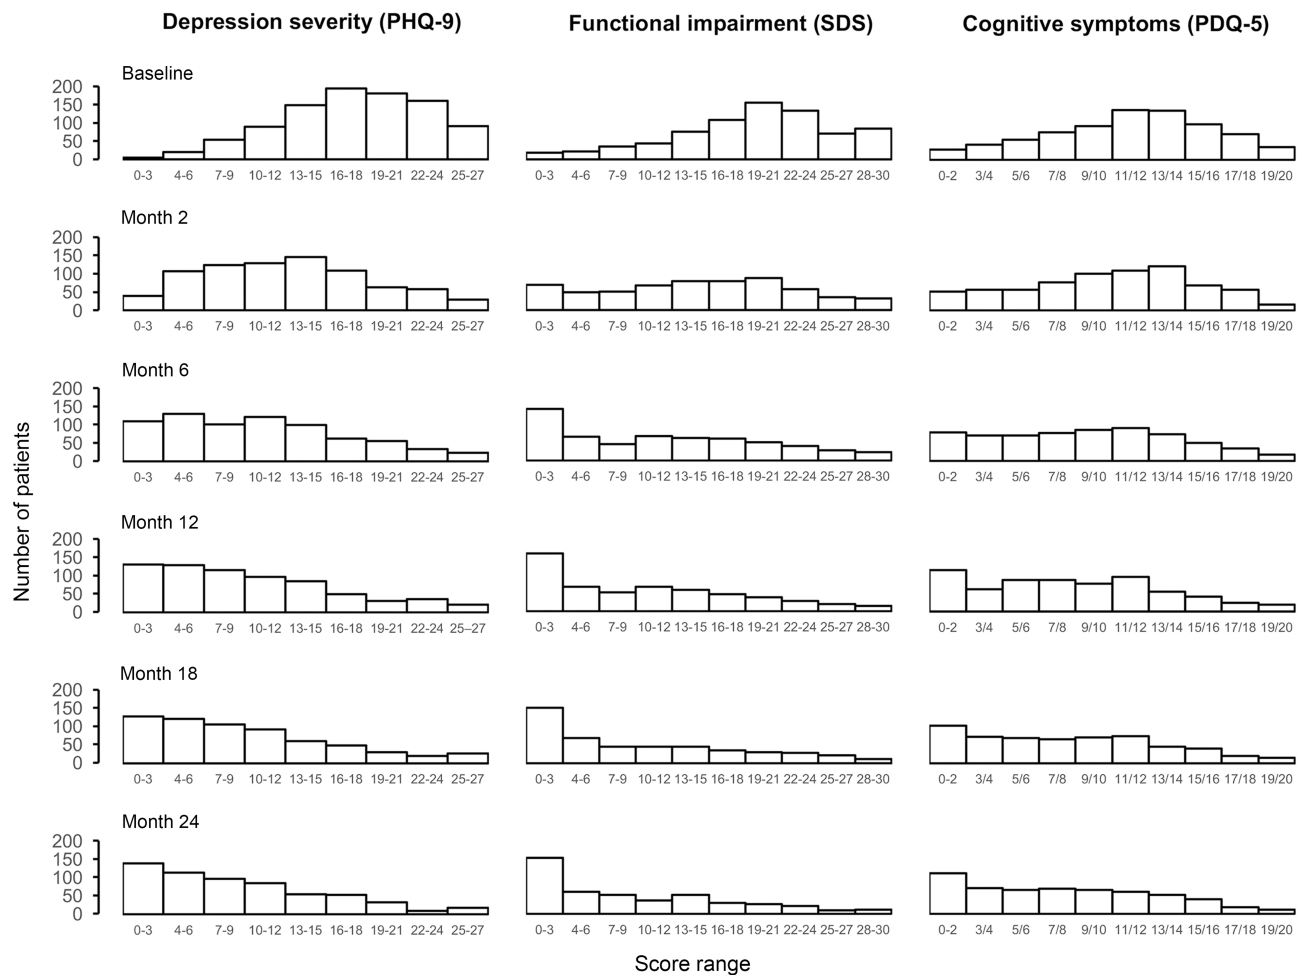 Depression severity (PHQ-9) Functional impairment (SDS) Cognitive symptoms (PDQ-5)
Baseline
200
150
100
50
0
0-3 4-6 7-9 10-12 13-15 16-18 19-21 22-24 25-27 0-3 4-6 7-9 10-12 13-15 16-18 19-21 22-24 25-27 28-30 0-2 3/4 5/6 7/8 9/10 11/12 13/14 15/16 17/18 19/20
Month 2
200
150
100
50
0
0-3 4-6 7-9 10-12 13-15 16-18 19-21 22-24 25-27 0-3 4-6 7-9 10-12 13-15 16-18 19-21 22-24 25-27 28-30 0-2 3/4 5/6 7/8 9/10 11/12 13/14 15/16 17/18 19/20
Month 6
200
150
100
50
0
0-3 4-6 7-9 10-12 13-15 16-18 19-21 22-24 25-27 0-3 4-6 7-9 10-12 13-15 16-18 19-21 22-24 25-27 28-30 0-2 3/4 5/6 7/8 9/10 11/12 13/14 15/16 17/18 19/20
Number of patients
Month 12
200
150
100
50
0
0-3 4-6 7-9 10-12 13-15 16-18 19-21 22-24 25–27 0-3 4-6 7-9 10-12 13-15 16-18 19-21 22-24 25-27 28-30 0-2 3/4 5/6 7/8 9/10 11/12 13/14 15/16 17/18 19/20
Month 18
200
150
100
50
0
0-3 4-6 7-9 10-12 13-15 16-18 19-21 22-24 25-27 0-3 4-6 7-9 10-12 13-15 16-18 19-21 22-24 25-27 28-30 0-2 3/4 5/6 7/8 9/10 11/12 13/14 15/16 17/18 19/20
Month 24
200
150
100
50
0
0-3 4-6 7-9 10-12 13-15 16-18 19-21 22-24 25-27 0-3 4-6 7-9 10-12 13-15 16-18 19-21 22-24 25-27 28-30 0-2 3/4 5/6 7/8 9/10 11/12 13/14 15/16 17/18 19/20
Score range